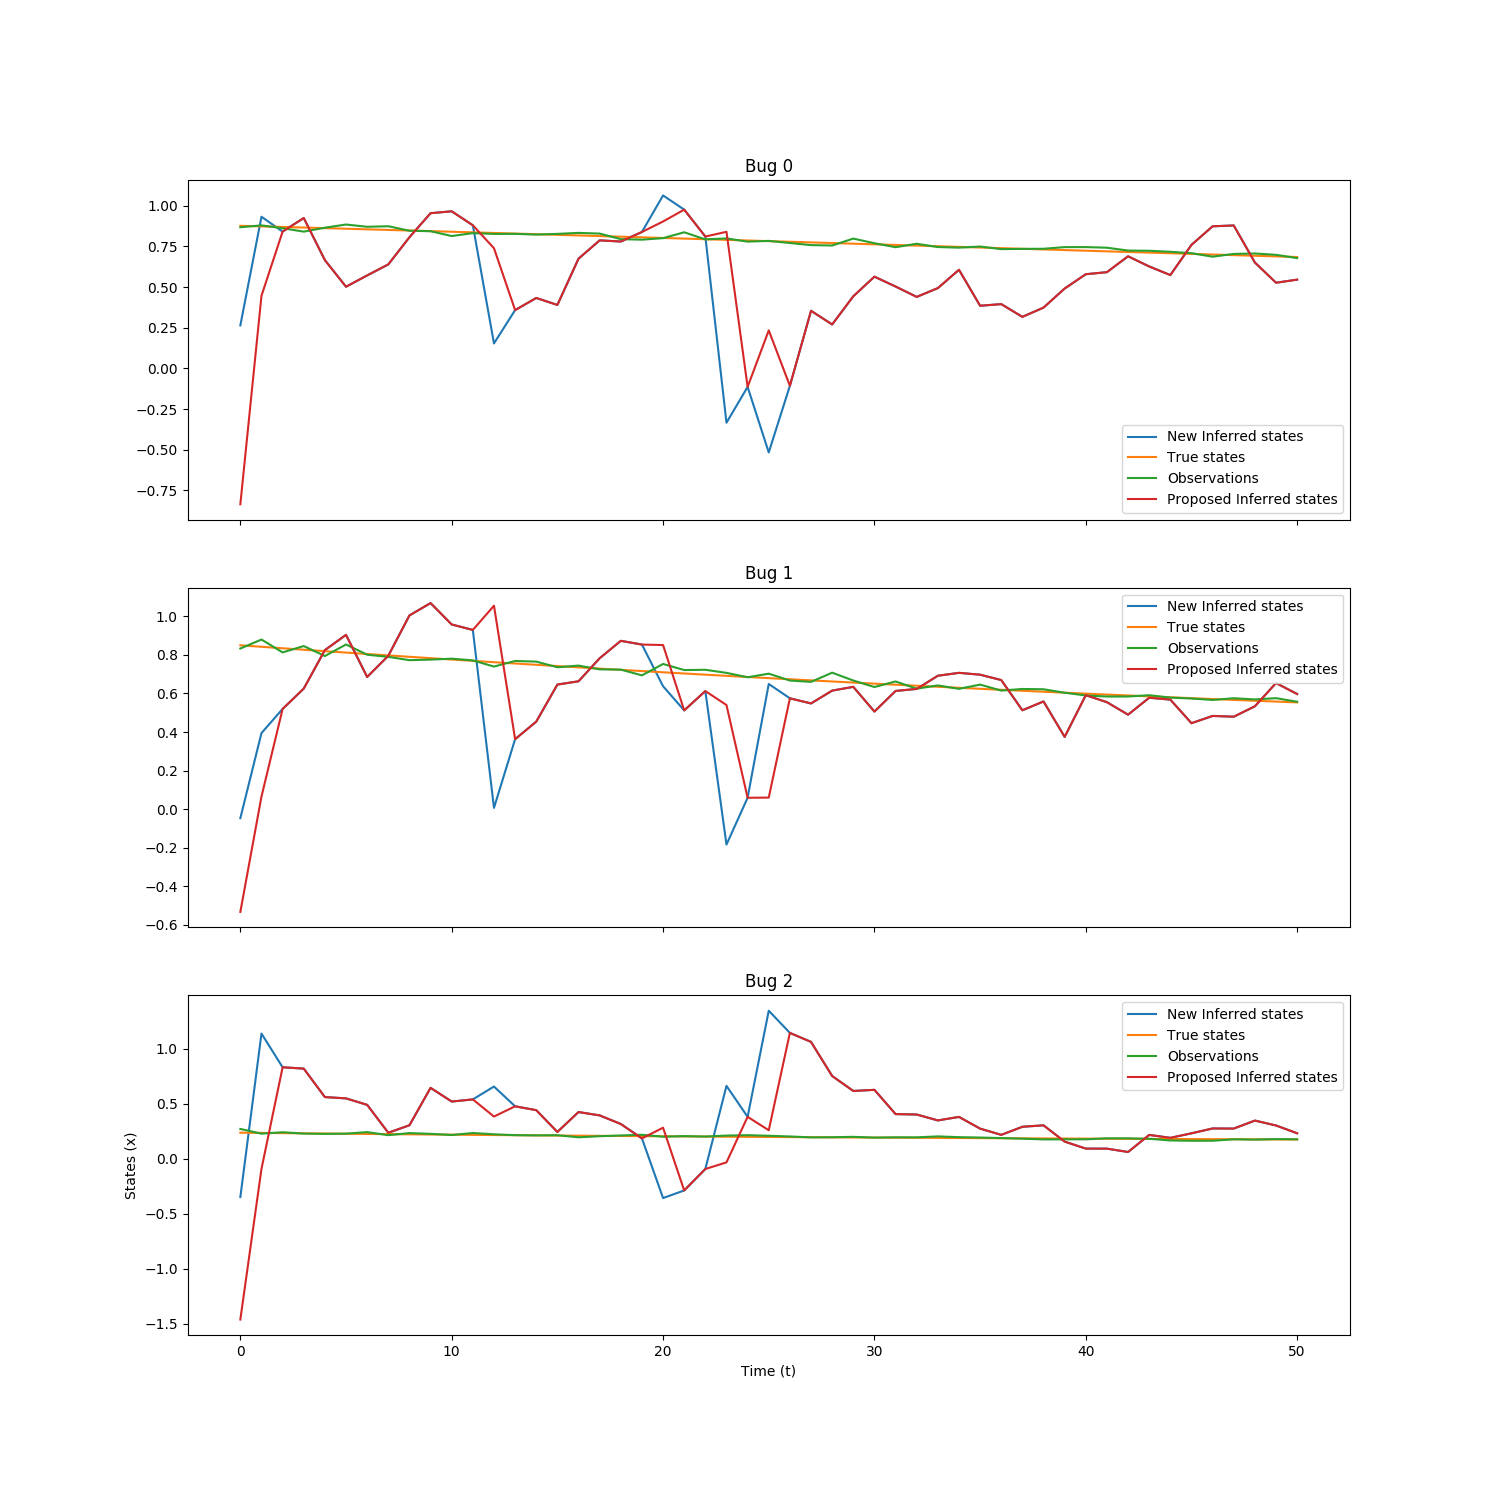 Bug 0
1.00
0.75
0.50
0.25
0.00
−0.25
−0.50
−0.75
New Inferred states
True states
Observations
Proposed Inferred states
Bug 1
1.0
0.8
0.6
0.4
0.2
0.0
−0.2
−0.4
−0.6
New Inferred states
True states
Observations
Proposed Inferred states
Bug 2
States (x)
1.0
0.5
0.0
−0.5
−1.0
−1.5
New Inferred states
True states
Observations
Proposed Inferred states
0 10 20 30 40 50
Time (t)